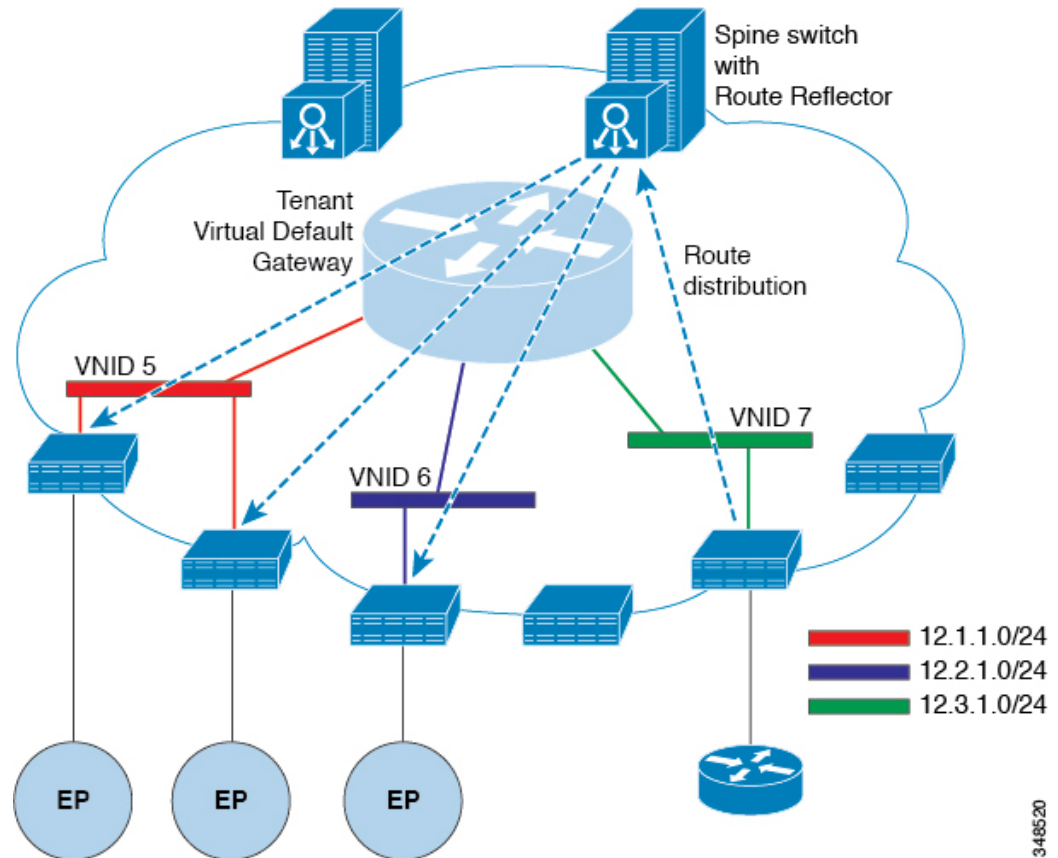 Spine switch
with
Route Reflector
Tenant
Virtual Default
Gateway
Route
distribution
VNID 5
VNID 7
VNID 6
12.1.1.0/24
12.2.1.0/24
12.3.1.0/24
EP
EP
EP
348520